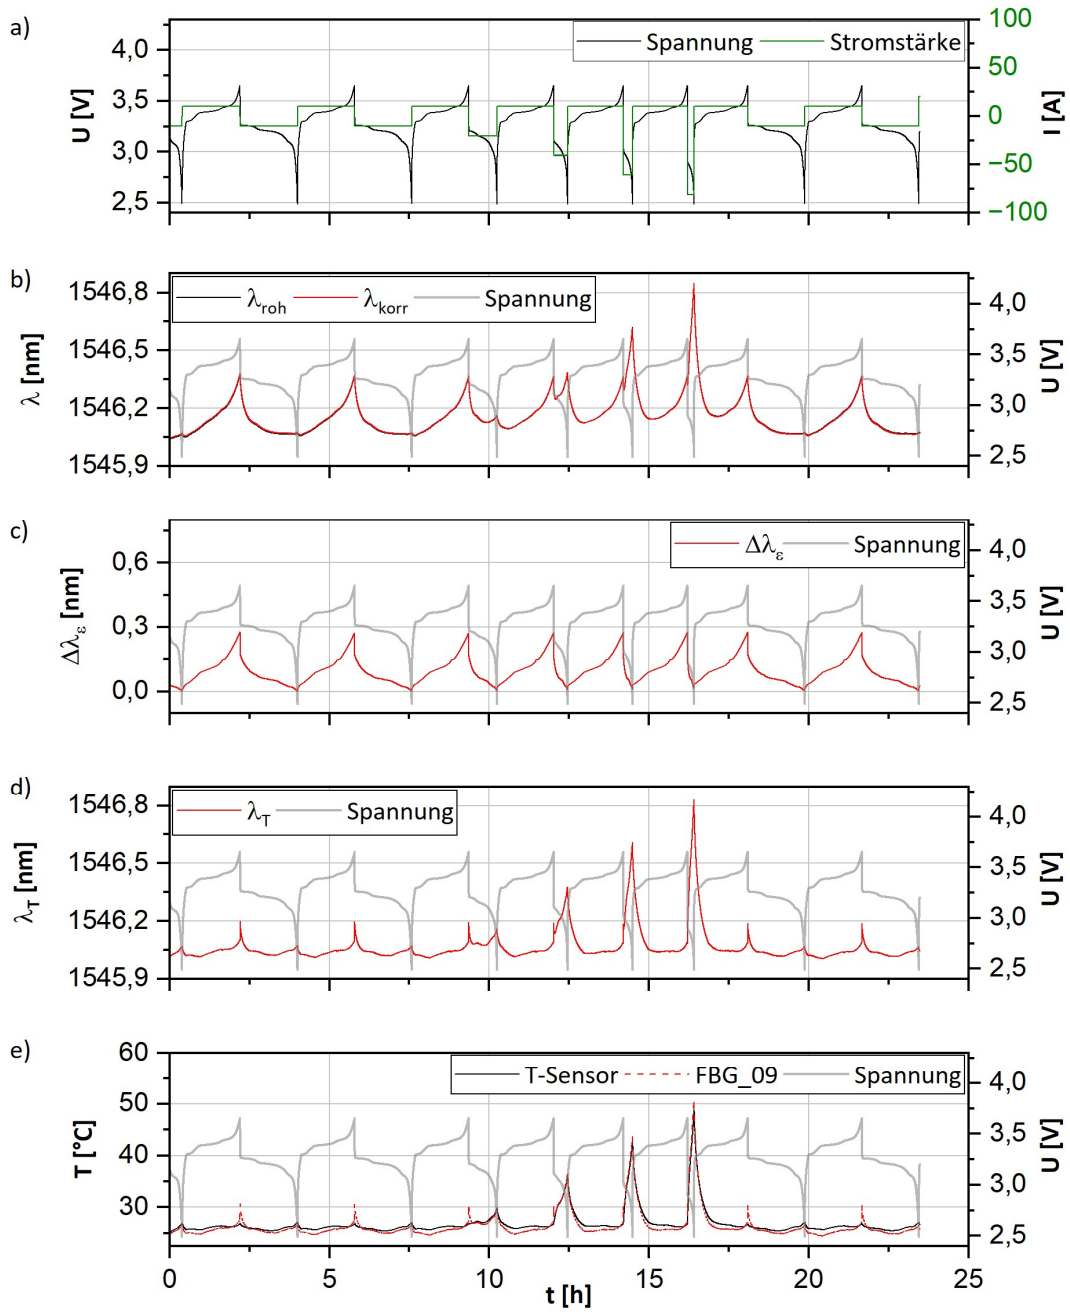 a)
4,0
3,5
3,0
2,5
U [V]
Spannung Stromstärke
100
50
0
−50
−100
I [A]
b)
1546,8
1546,5
1546,2
1545,9
λ [nm]
λroh λkorr Spannung
4,0
3,5
3,0
2,5
U [V]
c)
0,6
0,3
0,0
Δλε [nm]
Δλε Spannung
4,0
3,5
3,0
2,5
U [V]
d)
1546,8
1546,5
1546,2
1545,9
λT [nm]
λT Spannung
4,0
3,5
3,0
2,5
U [V]
e)
60
50
40
30
T [°C]
T-Sensor FBG_09 Spannung
4,0
3,5
3,0
2,5
U [V]
0 5 10 15 20 25
t [h]